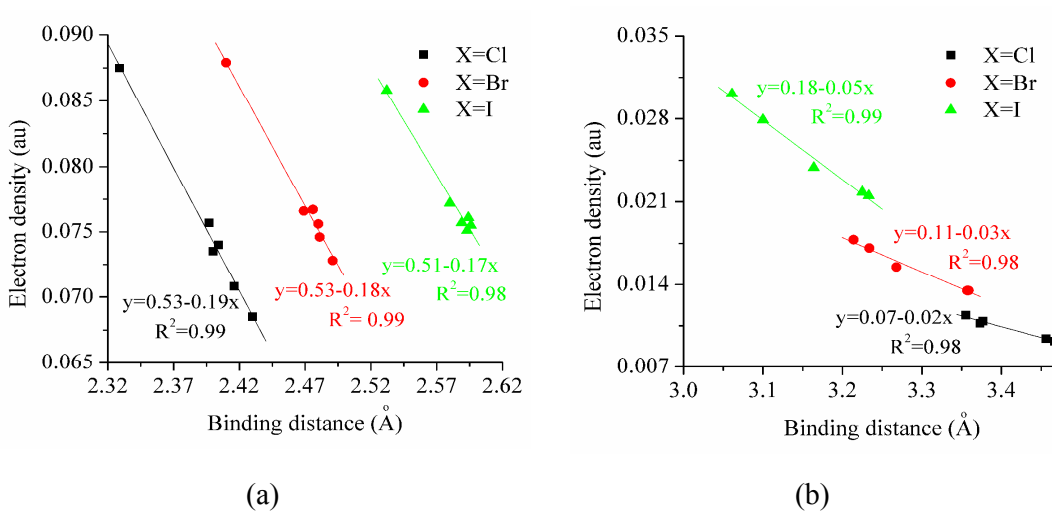 0.090
0.085
0.080
0.075
0.070
0.065
2.32 2.37 2.42 2.47 2.52 2.57 2.62
Electron density (au)
Binding distance (Å)
X=Cl
X=Br
X=I
y=0.53-0.19x
R²=0.99
y=0.53-0.18x
R²= 0.99
y=0.51-0.17x
R²=0.98
(a)
0.035
0.028
0.021
0.014
0.007
3.0 3.1 3.2 3.3 3.4
Electron density (au)
Binding distance (Å)
X=Cl
X=Br
X=I
y=0.18-0.05x
R²=0.99
y=0.11-0.03x
R²=0.98
y=0.07-0.02x
R²=0.98
(b)